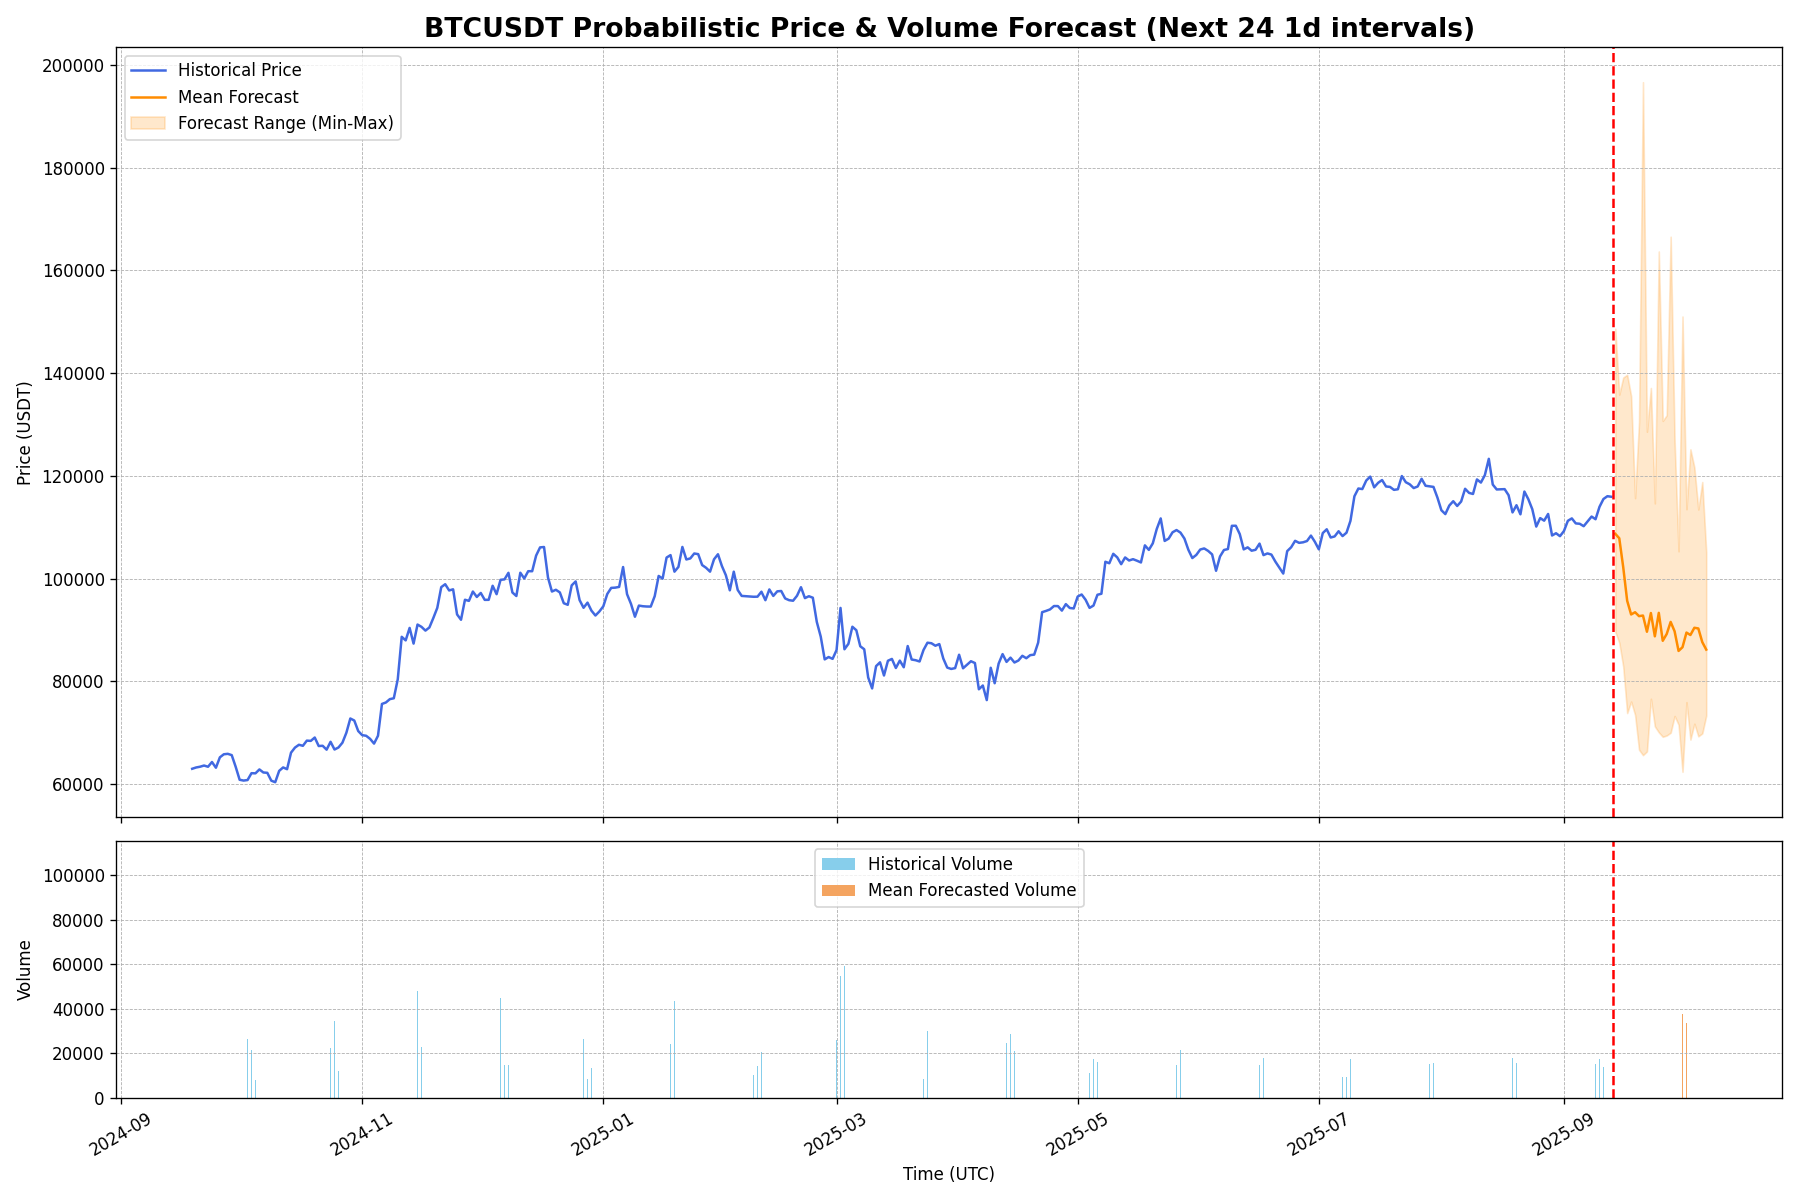 BTCUSDT Probabilistic Price & Volume Forecast (Next 24 1d intervals)
200000
180000
160000
140000
120000
100000
80000
60000
Price (USDT)
Historical Price
Mean Forecast
Forecast Range (Min-Max)
100000
80000
60000
40000
20000
0
Volume
Historical Volume
Mean Forecasted Volume
2024-09
2024-11
2025-01
2025-03
2025-05
2025-07
2025-09
Time (UTC)